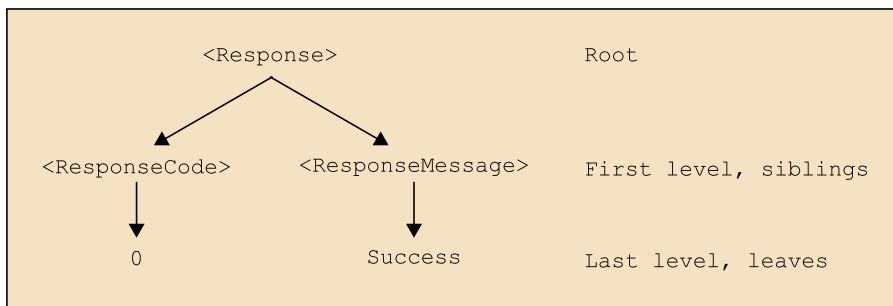 <Response> Root
<ResponseCode> <ResponseMessage> First level, siblings
0 Success Last level, leaves